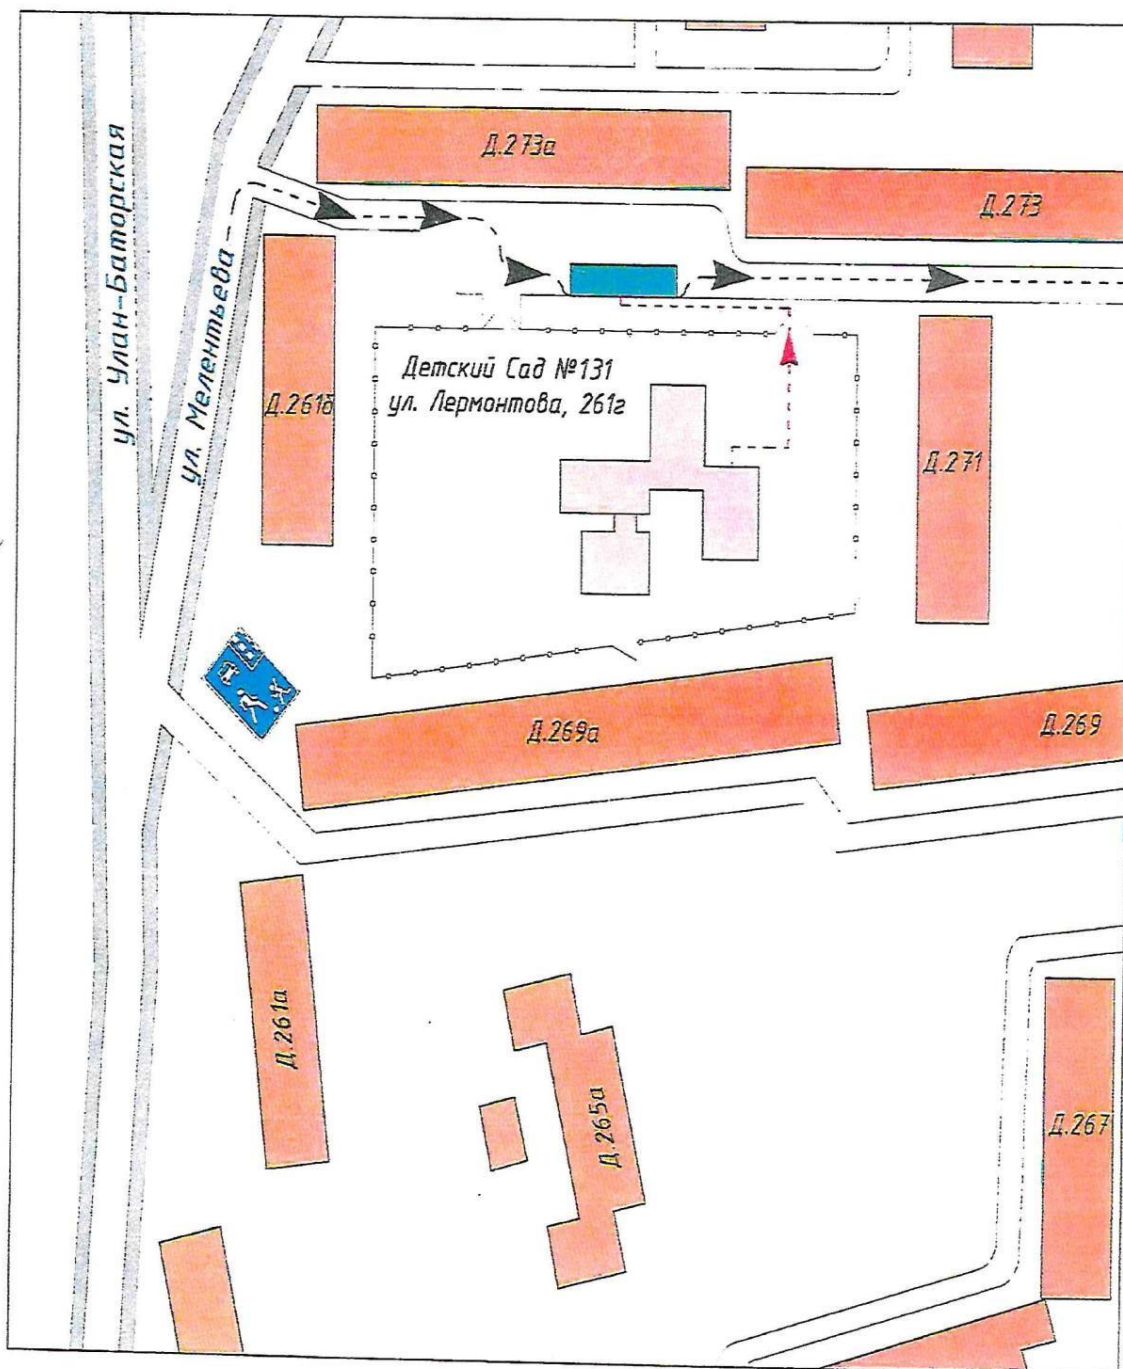 ул. Улан-Баторская
ул. Мелентьева
Д.273а
Д.273
Д.261б
Детский Сад №131
ул. Лермонтова, 261г
Д.271
Д.269а
Д.269
Д.261а
Д.265а
Д.267